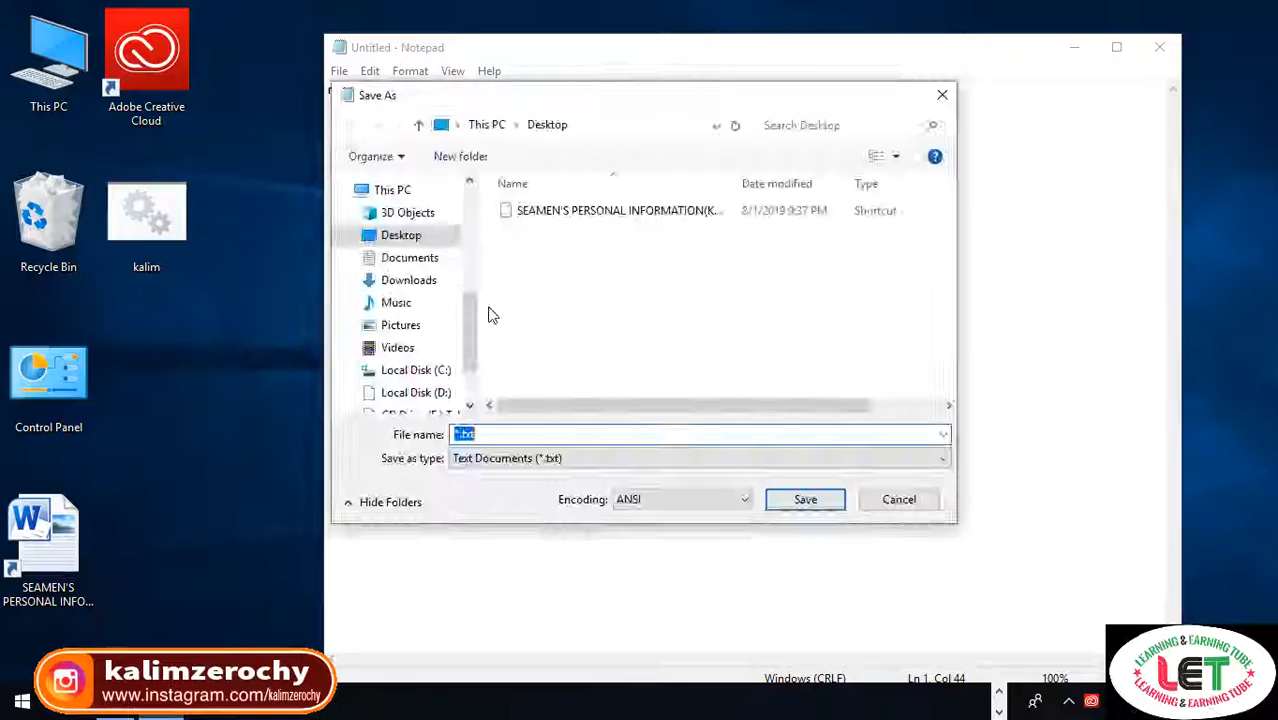 This PC
Adobe Creative
Cloud
Recycle Bin
kalim
Control Panel
W
SEAMEN'S
PERSONAL INFO...
Untitled - Notepad
File Edit Format View Help
Save As
This PC > Desktop
Search Desktop
Organize
New folder
?
This PC
3D Objects
Desktop
Documents
Downloads
Music
Pictures
Videos
Local Disk (C:)
Local Disk (D:)
Name Date modified Type
SEAMEN'S PERSONAL INFORMATION(K... 8/1/2019 9:37 PM Shortcut
File name: *.txt
Save as type: Text Documents (*.txt)
Hide Folders
Encoding: ANSI
Save
Cancel
Windows (CRLF) Ln 1, Col 44 100%
kalimzerochy
www.instagram.com/kalimzerochy
LEARNING & EARNING TUBE
LET
LEARNING & EARNING TUBE